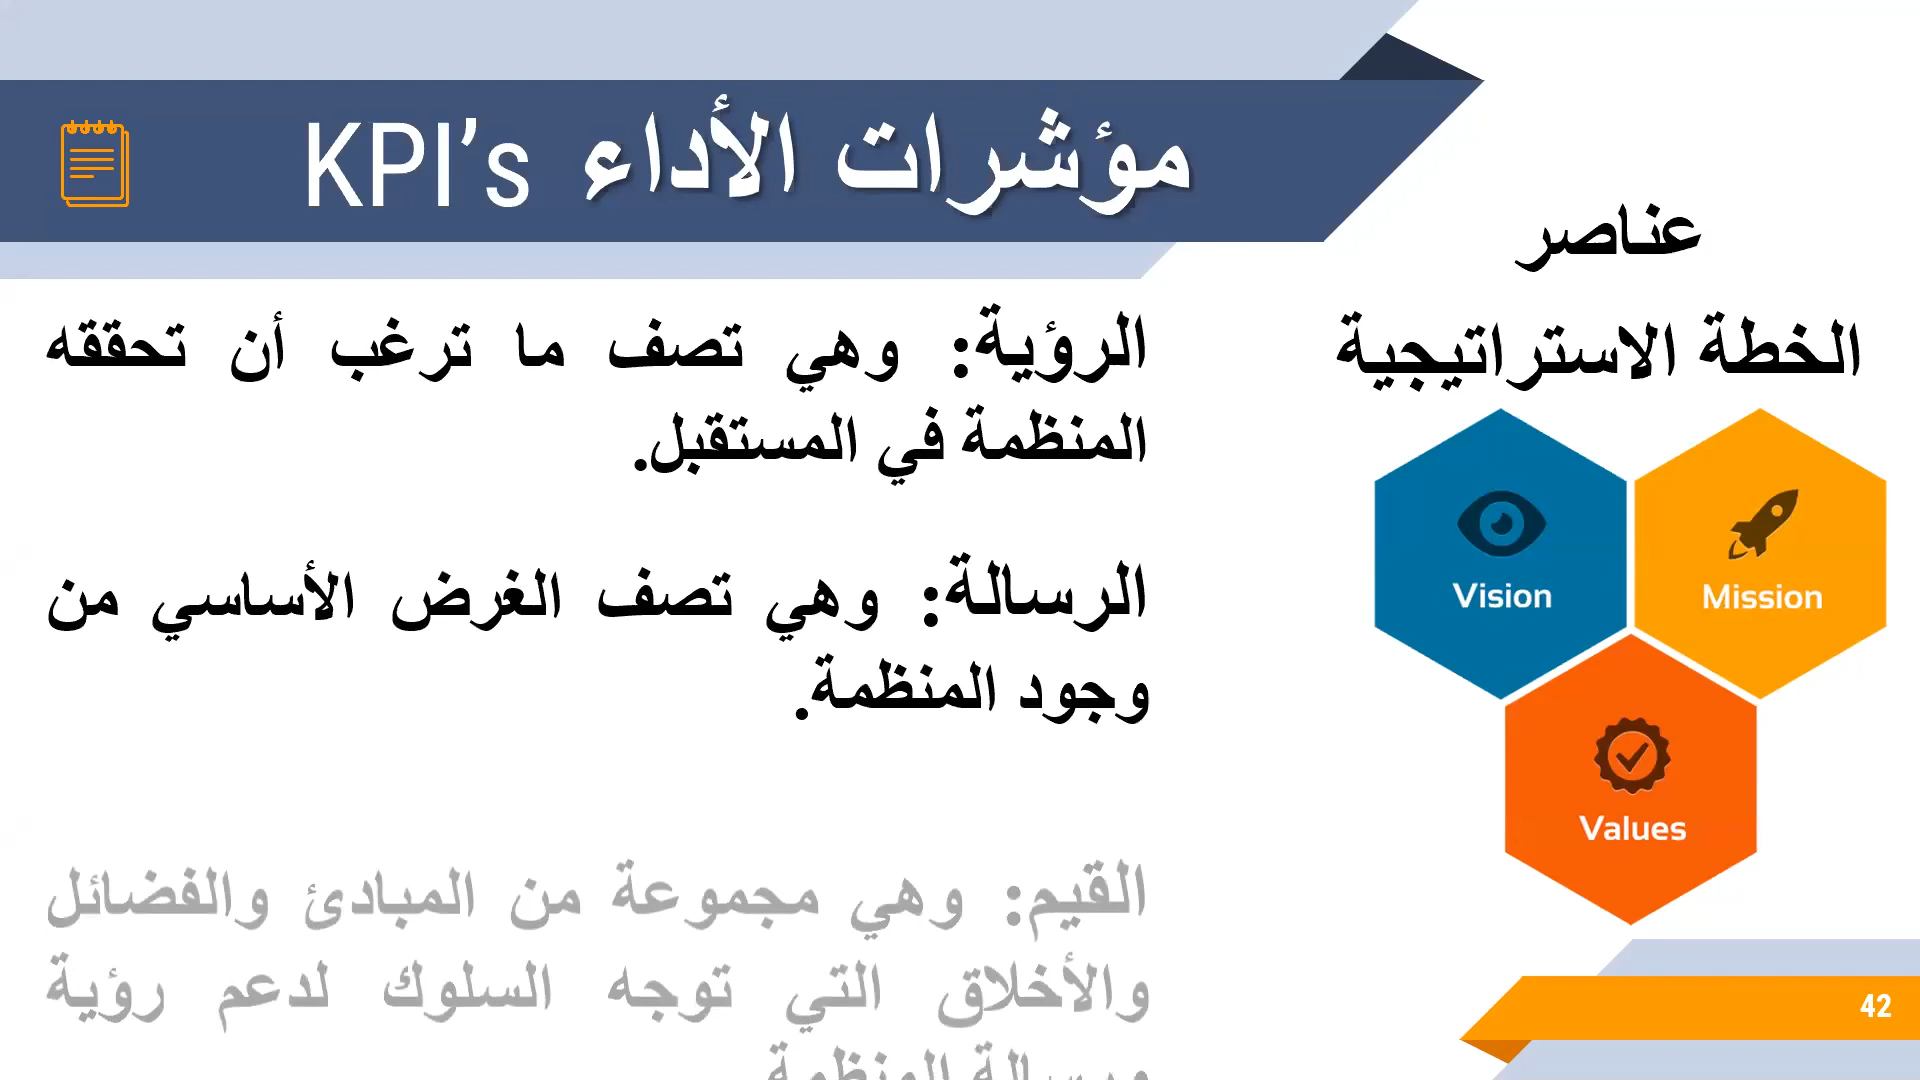 مؤشرات الأداء KPI’s
عناصر
الخطة الاستراتيجية
الرؤية: وهي تصف ما ترغب أن تحققه
المنظمة في المستقبل.
الرسالة: وهي تصف الغرض الأساسي من
وجود المنظمة.
القيم: وهي مجموعة من المبادئ والفضائل
والأخلاق التي توجه السلوك لدعم رؤية
ورسالة المنظمة
Vision
Mission
Values
42